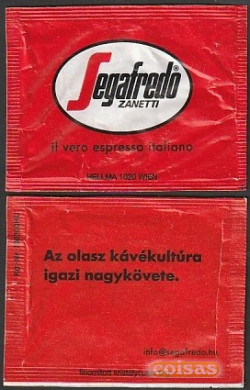 Segafredo
ZANETTI
il vero espresso italiano
HELLMA 1020 WIEN
Az olasz kávékultúra
igazi nagykövete.
info@segafredo.hu
coisas